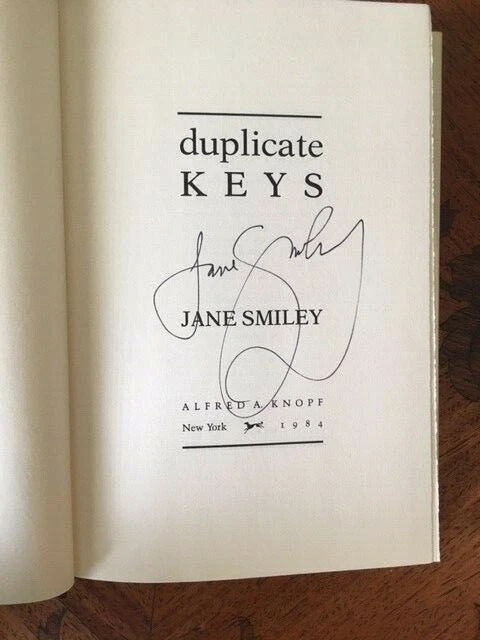 duplicate
KEYS
Jane Smiley
JANE SMILEY
ALFRED A. KNOPF
New York 1984